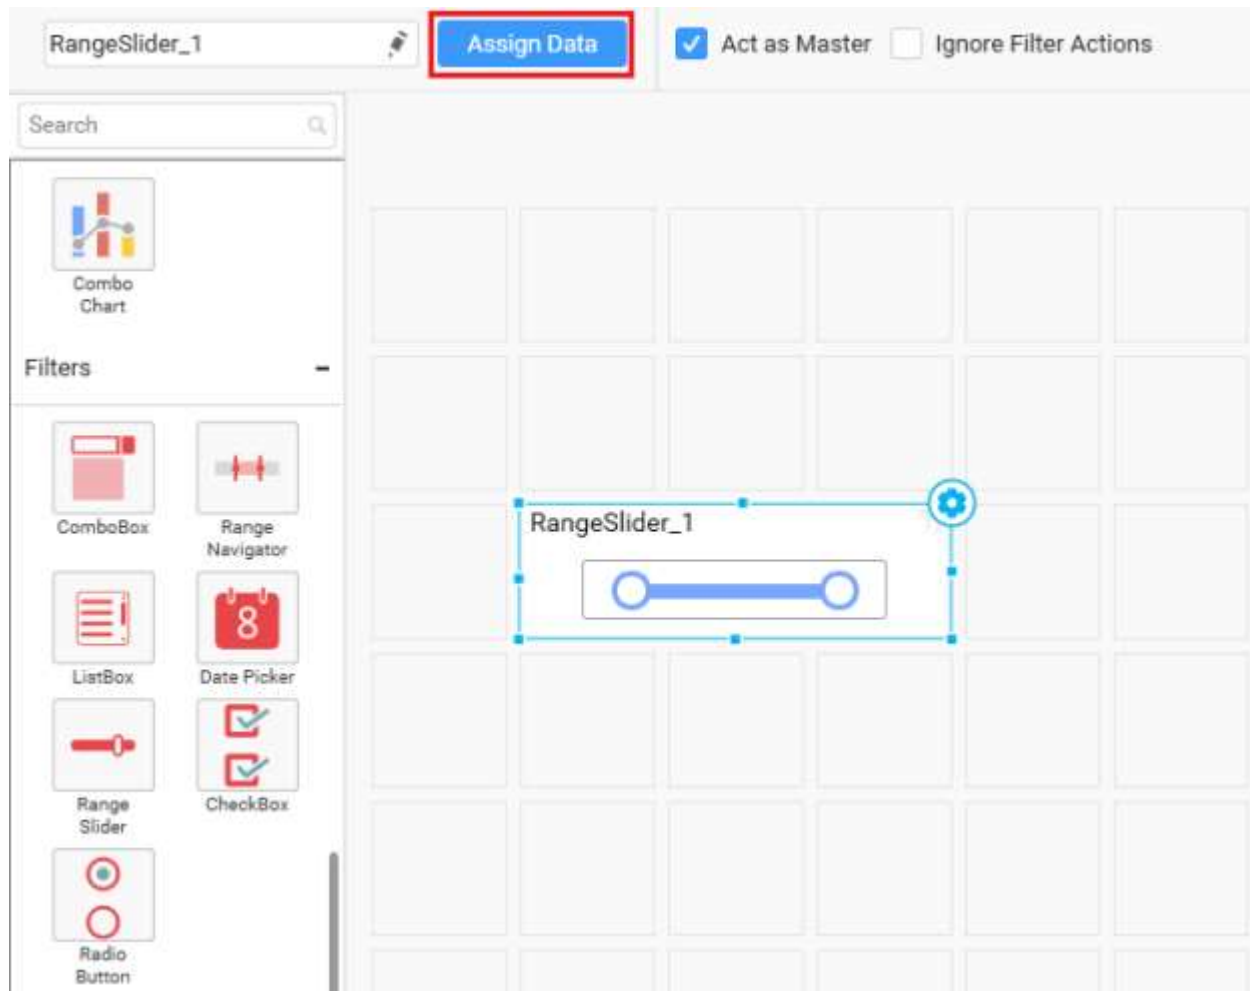 RangeSlider_1
Assign Data
Act as Master
Ignore Filter Actions
Search
Combo
Chart
Filters
ComboBox
Range
Navigator
ListBox
8
Date Picker
Range
Slider
CheckBox
Radio
Button
RangeSlider_1